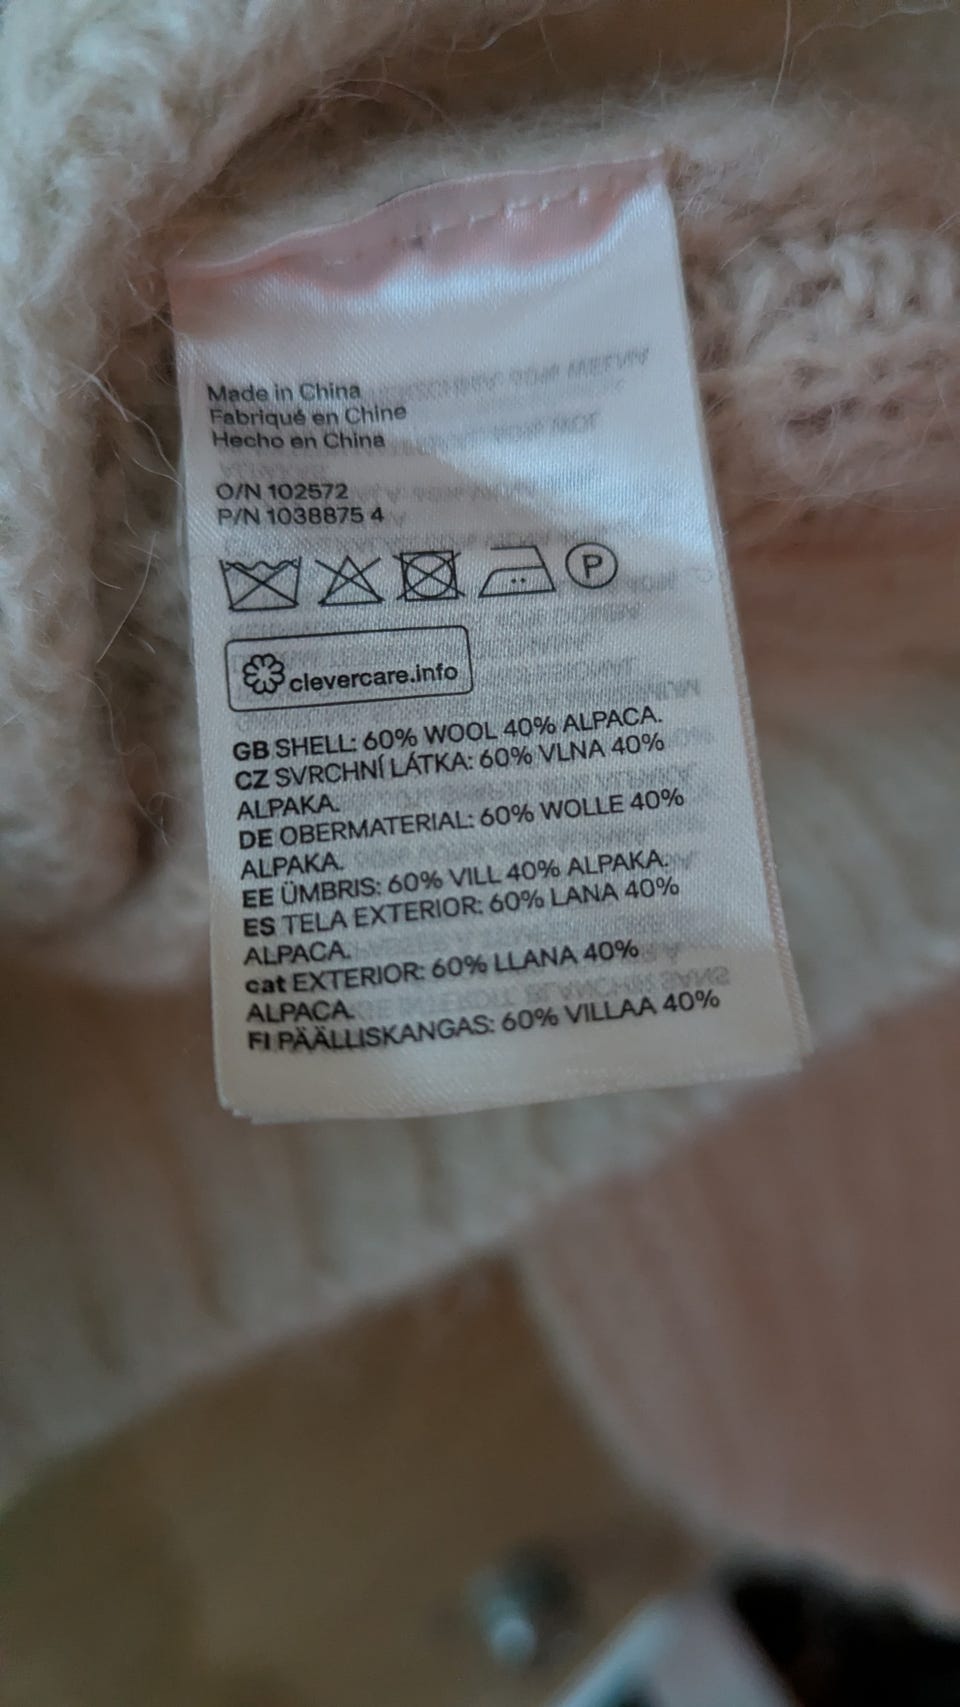 Made in China
Fabriqué en Chine
Hecho en China
O/N 102572
P/N 1038875 4
P
clevercare.info
GB SHELL: 60% WOOL 40% ALPACA.
CZ SVRCHNÍ LÁTKA: 60% VLNA 40%
ALPAKA.
DE OBERMATERIAL: 60% WOLLE 40%
ALPAKA.
EE ÜMBRIS: 60% VILL 40% ALPAKA.
ES TELA EXTERIOR: 60% LANA 40%
ALPACA.
cat EXTERIOR: 60% LLANA 40%
ALPACA.
FI PÄÄLLISKANGAS: 60% VILLAA 40%